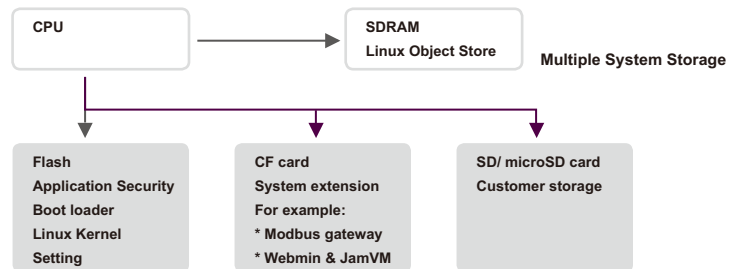 CPU
SDRAM
Linux Object Store
Multiple System Storage
Flash
Application Security
Boot loader
Linux Kernel
Setting
CF card
System extension
For example:
* Modbus gateway
* Webmin & JamVM
SD/ microSD card
Customer storage